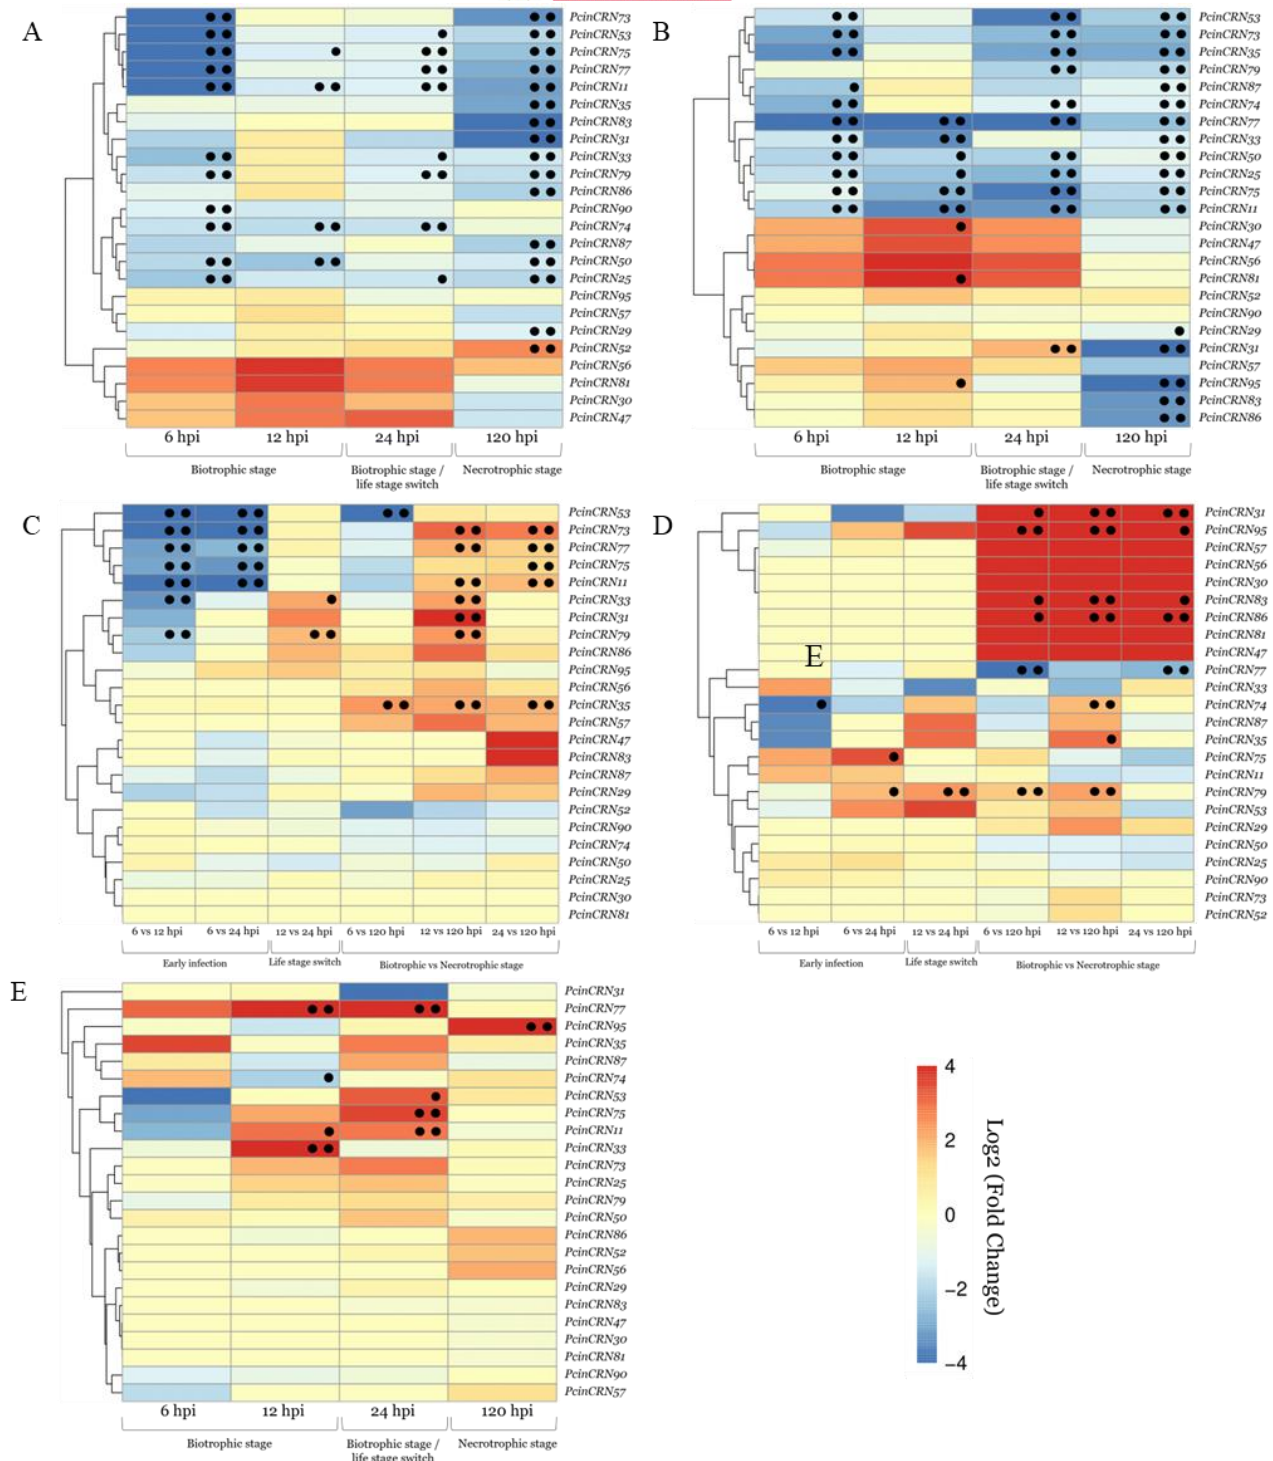 A
PcinCRN73
PcinCRN53
PcinCRN75
PcinCRN77
PcinCRN11
PcinCRN35
PcinCRN83
PcinCRN31
PcinCRN33
PcinCRN79
PcinCRN86
PcinCRN90
PcinCRN74
PcinCRN87
PcinCRN50
PcinCRN25
PcinCRN95
PcinCRN57
PcinCRN29
PcinCRN52
PcinCRN56
PcinCRN81
PcinCRN30
PcinCRN47
6 hpi 12 hpi 24 hpi 120 hpi
Biotrophic stage Biotrophic stage / Necrotrophic stage
life stage switch
B
PcinCRN53
PcinCRN73
PcinCRN35
PcinCRN79
PcinCRN87
PcinCRN74
PcinCRN77
PcinCRN33
PcinCRN50
PcinCRN25
PcinCRN75
PcinCRN11
PcinCRN30
PcinCRN47
PcinCRN56
PcinCRN81
PcinCRN52
PcinCRN90
PcinCRN29
PcinCRN31
PcinCRN57
PcinCRN95
PcinCRN83
PcinCRN86
6 hpi 12 hpi 24 hpi 120 hpi
Biotrophic stage Biotrophic stage / Necrotrophic stage
life stage switch
C
PcinCRN53
PcinCRN73
PcinCRN77
PcinCRN75
PcinCRN11
PcinCRN33
PcinCRN31
PcinCRN79
PcinCRN86
PcinCRN95
PcinCRN56
PcinCRN35
PcinCRN57
PcinCRN47
PcinCRN83
PcinCRN87
PcinCRN29
PcinCRN52
PcinCRN90
PcinCRN74
PcinCRN50
PcinCRN25
PcinCRN30
PcinCRN81
6 vs 12 hpi 6 vs 24 hpi 12 vs 24 hpi 6 vs 120 hpi 12 vs 120 hpi 24 vs 120 hpi
Early infection Life stage switch Biotrophic vs Necrotrophic stage
D
PcinCRN31
PcinCRN95
PcinCRN57
PcinCRN56
PcinCRN30
PcinCRN83
PcinCRN86
PcinCRN81
PcinCRN47
E
PcinCRN77
PcinCRN33
PcinCRN74
PcinCRN87
PcinCRN35
PcinCRN75
PcinCRN11
PcinCRN79
PcinCRN53
PcinCRN29
PcinCRN50
PcinCRN25
PcinCRN90
PcinCRN73
PcinCRN52
6 vs 12 hpi 6 vs 24 hpi 12 vs 24 hpi 6 vs 120 hpi 12 vs 120 hpi 24 vs 120 hpi
Early infection Life stage switch Biotrophic vs Necrotrophic stage
E
PcinCRN31
PcinCRN77
PcinCRN95
PcinCRN35
PcinCRN87
PcinCRN74
PcinCRN53
PcinCRN75
PcinCRN11
PcinCRN33
PcinCRN73
PcinCRN25
PcinCRN79
PcinCRN50
PcinCRN86
PcinCRN52
PcinCRN56
PcinCRN29
PcinCRN83
PcinCRN47
PcinCRN30
PcinCRN81
PcinCRN90
PcinCRN57
6 hpi 12 hpi 24 hpi 120 hpi
Biotrophic stage Biotrophic stage / Necrotrophic stage
life stage switch
4
2
0
−2
−4
Log2 (Fold Change)